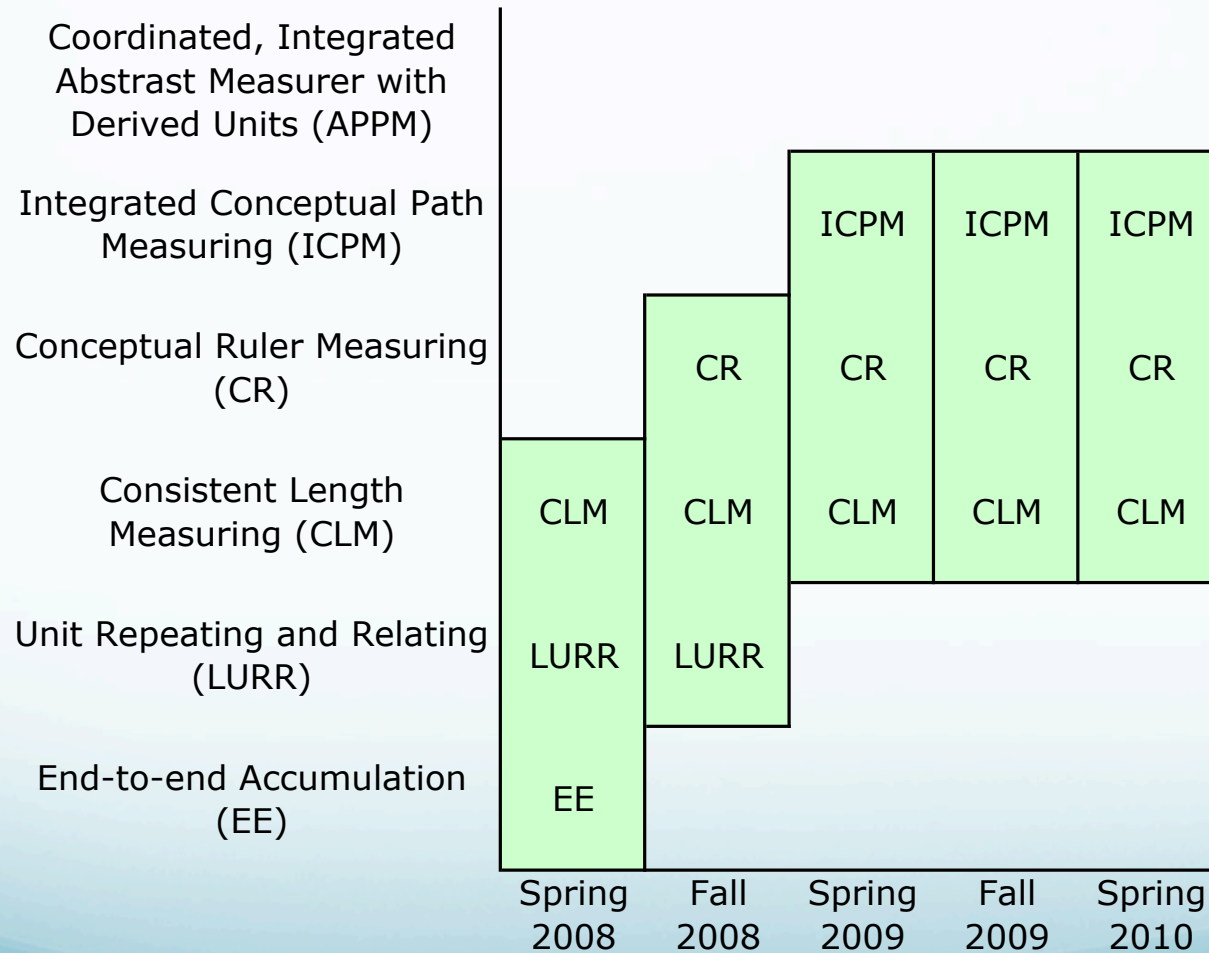 Coordinated, Integrated
Abstrast Measurer with
Derived Units (APPM)
Integrated Conceptual Path
Measuring (ICPM)
ICPM ICPM ICPM
Conceptual Ruler Measuring
(CR)
CR CR CR CR
Consistent Length
Measuring (CLM)
CLM CLM CLM CLM CLM
Unit Repeating and Relating
(LURR)
LURR LURR
End-to-end Accumulation
(EE)
EE
Spring Fall Spring Fall Spring
2008 2008 2009 2009 2010